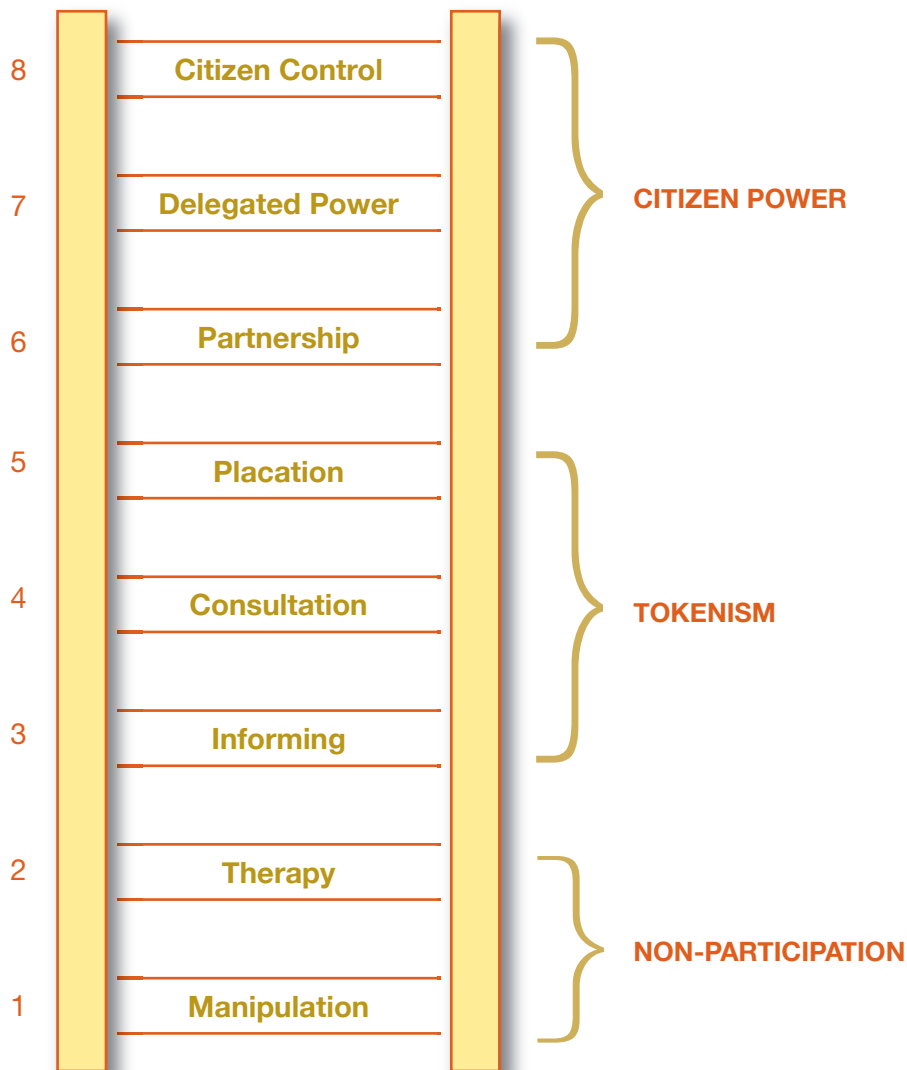 8 Citizen Control
7 Delegated Power
CITIZEN POWER
6 Partnership
5 Placation
4 Consultation
TOKENISM
3 Informing
2 Therapy
NON-PARTICIPATION
1 Manipulation